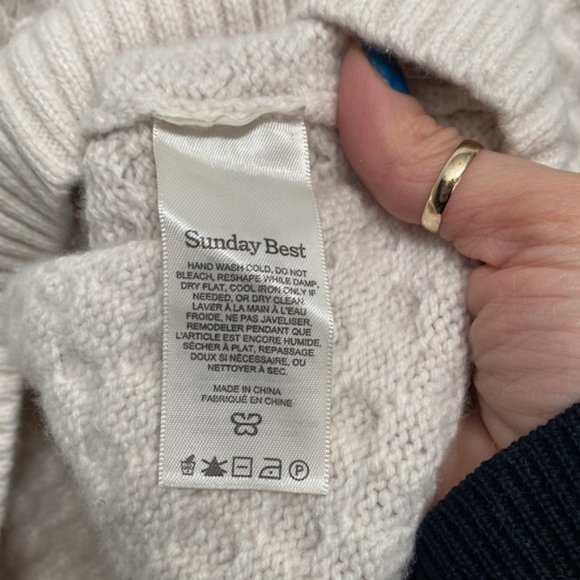 Sunday Best
HAND WASH COLD, DO NOT
BLEACH, RESHAPE WHILE DAMP,
DRY FLAT, COOL IRON ONLY IF
NEEDED, OR DRY CLEAN.
LAVER À LA MAIN À L'EAU
FROIDE, NE PAS JAVELISER,
REMODELER PENDANT QUE
L'ARTICLE EST ENCORE HUMIDE,
SÉCHER À PLAT, REPASSAGE
DOUX SI NÉCESSAIRE, OU
NETTOYER À SEC.
MADE IN CHINA
FABRIQUÉ EN CHINE
P